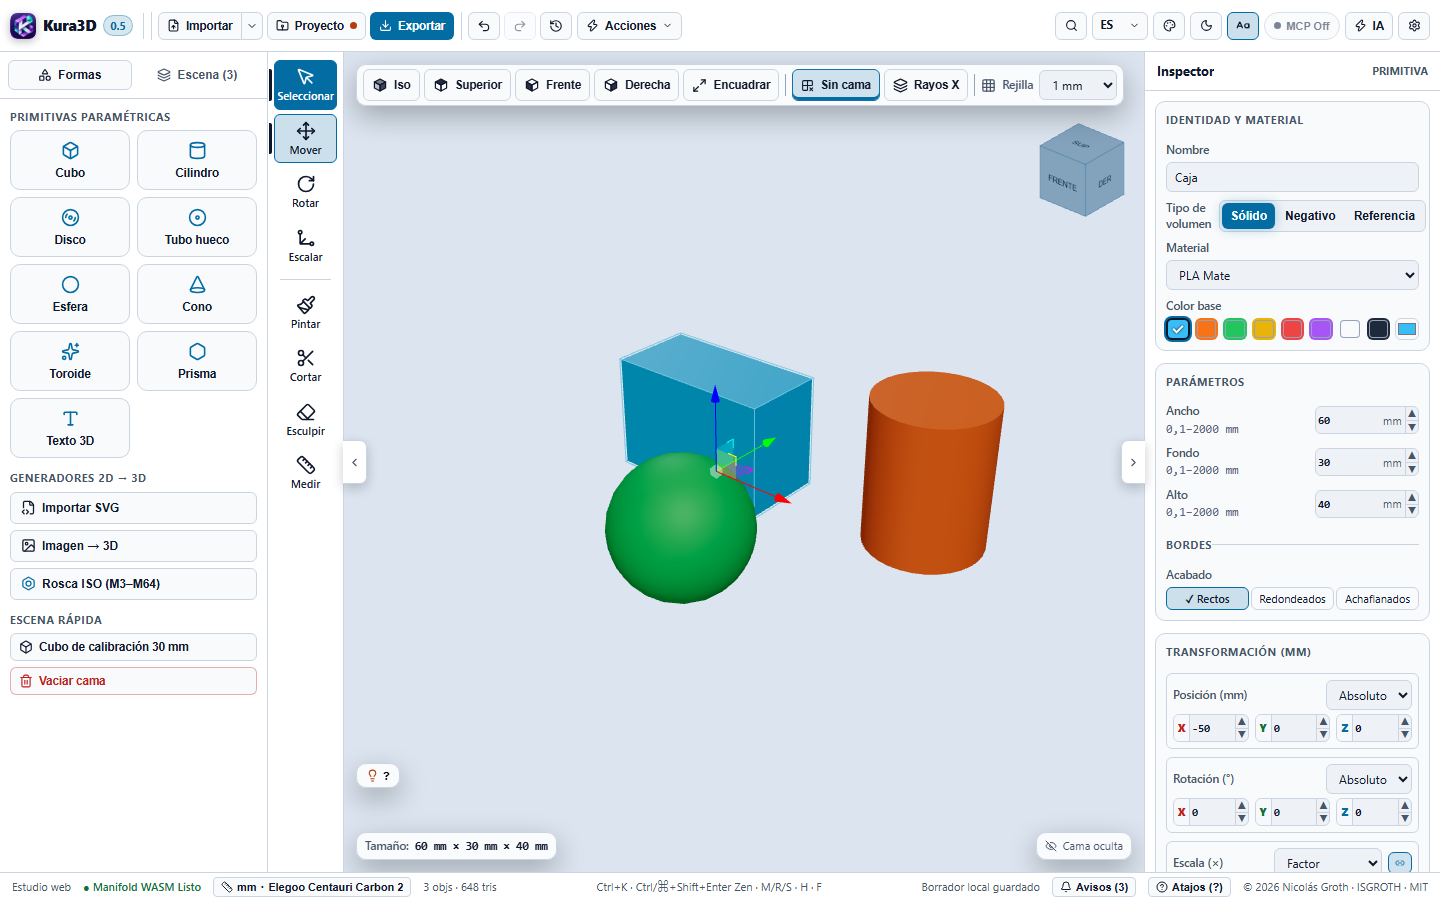 Kura3D 0.5 Importar Proyecto Exportar Acciones ES Aa MCP Off IA
Formas Escena (3)
PRIMITIVAS PARAMÉTRICAS
Cubo Cilindro
Disco Tubo hueco
Esfera Cono
Toroide Prisma
Texto 3D
GENERADORES 2D → 3D
Importar SVG
Imagen → 3D
Rosca ISO (M3–M64)
ESCENA RÁPIDA
Cubo de calibración 30 mm
Vaciar cama
Seleccionar
Mover
Rotar
Escalar
Pintar
Cortar
Esculpir
Medir
Iso Superior Frente Derecha Encuadrar Sin cama Rayos X Rejilla 1 mm
SUP
FRENTE DER
?
Tamaño: 60 mm × 30 mm × 40 mm
Cama oculta
Inspector PRIMITIVA
IDENTIDAD Y MATERIAL
Nombre
Caja
Tipo de volumen Sólido Negativo Referencia
Material
PLA Mate
Color base
PARÁMETROS
Ancho
0,1–2000 mm 60 mm
Fondo
0,1–2000 mm 30 mm
Alto
0,1–2000 mm 40 mm
BORDES
Acabado
✓ Rectos Redondeados Achaflanados
TRANSFORMACIÓN (MM)
Posición (mm) Absoluto
X -50 Y 0 Z 0
Rotación (°) Absoluto
X 0 Y 0 Z 0
Escala (×) Factor
Estudio web ● Manifold WASM Listo mm · Elegoo Centauri Carbon 2 3 objs · 648 tris Ctrl+K · Ctrl/⌘+Shift+Enter Zen · M/R/S · H · F Borrador local guardado Avisos (3) Atajos (?) © 2026 Nicolás Groth · ISGROTH · MIT